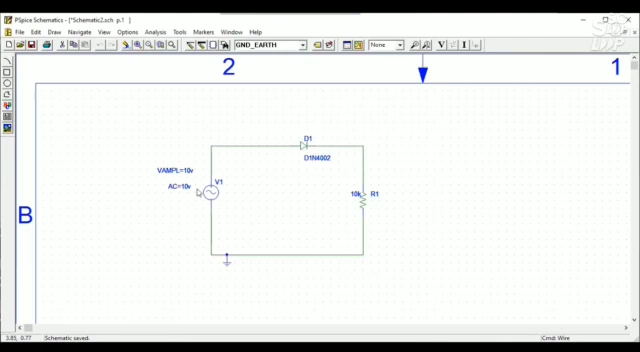 PSpice Schematics - [*Schematic2.sch p.1 ]
File Edit Draw Navigate View Options Analysis Tools Markers Window Help
GND_EARTH
None
V
I
2
1
B
D1
D1N4002
VAMPL=10v
AC=10v
V1
10k
R1
3.85, 0.77
Schematic saved.
Cmd: Wire